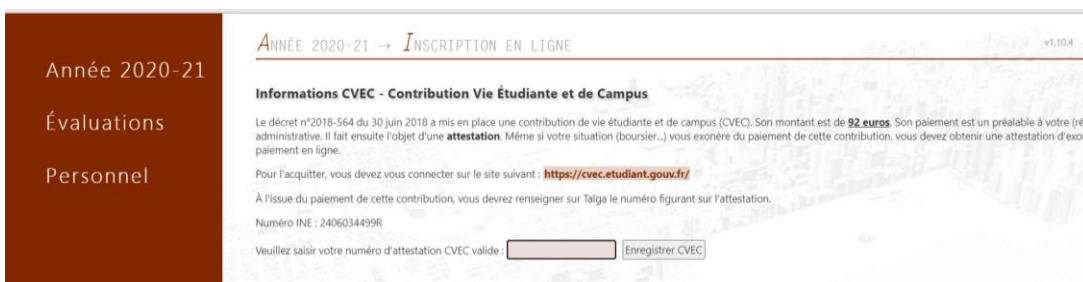 Année 2020-21
Évaluations
Personnel
ANNÉE 2020-21 → INSCRIPTION EN LIGNE
v1.10.4
Informations CVEC - Contribution Vie Étudiante et de Campus
Le décret n°2018-564 du 30 juin 2018 a mis en place une contribution de vie étudiante et de campus (CVEC). Son montant est de 92 euros. Son paiement est un préalable à votre (ré
administrative. Il fait ensuite l'objet d'une attestation. Même si votre situation (boursier...) vous exonère du paiement de cette contribution, vous devez obtenir une attestation d'exo
paiement en ligne.
Pour l'acquitter, vous devez vous connecter sur le site suivant : https://cvec.etudiant.gouv.fr/
À l'issue du paiement de cette contribution, vous devrez renseigner sur Taïga le numéro figurant sur l'attestation.
Numéro INE : 2406034499R
Veuillez saisir votre numéro d'attestation CVEC valide :
Enregistrer CVEC